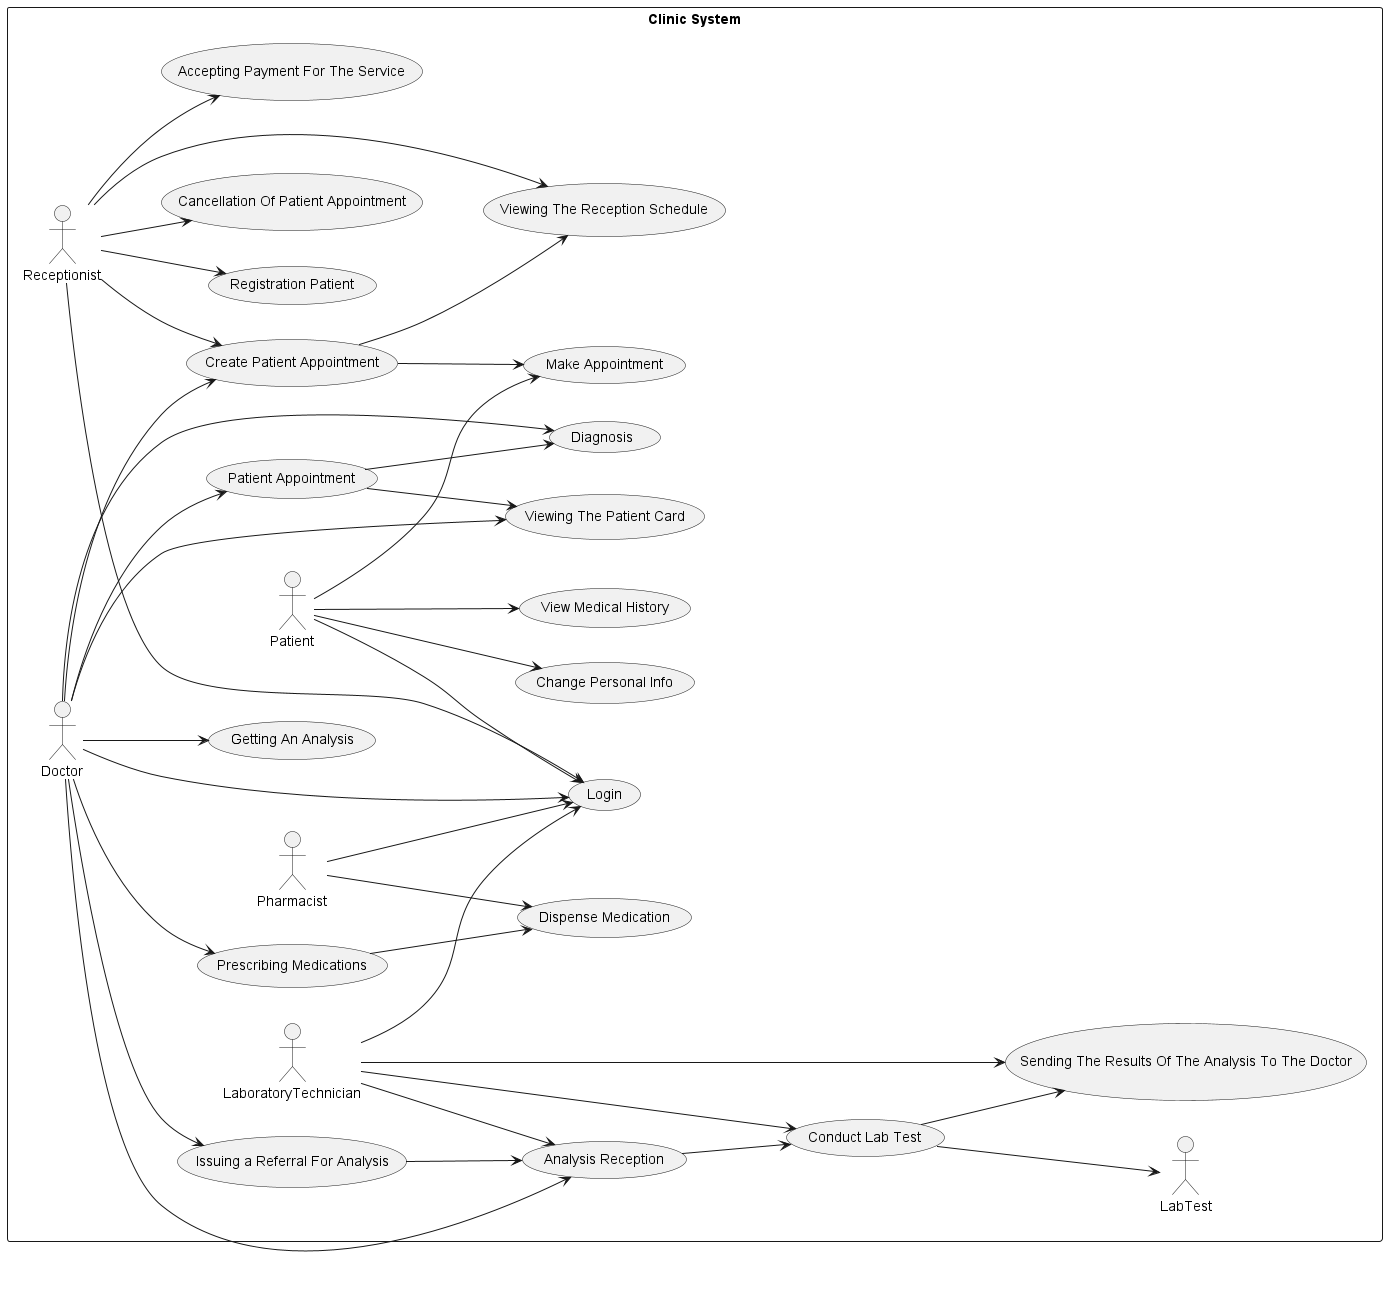 Clinic System
Accepting Payment For The Service
Cancellation Of Patient Appointment
Viewing The Reception Schedule
Receptionist
Registration Patient
Create Patient Appointment
Make Appointment
Diagnosis
Patient Appointment
Viewing The Patient Card
View Medical History
Patient
Change Personal Info
Getting An Analysis
Doctor
Login
Pharmacist
Dispense Medication
Prescribing Medications
Sending The Results Of The Analysis To The Doctor
LaboratoryTechnician
Conduct Lab Test
Issuing a Referral For Analysis
Analysis Reception
LabTest